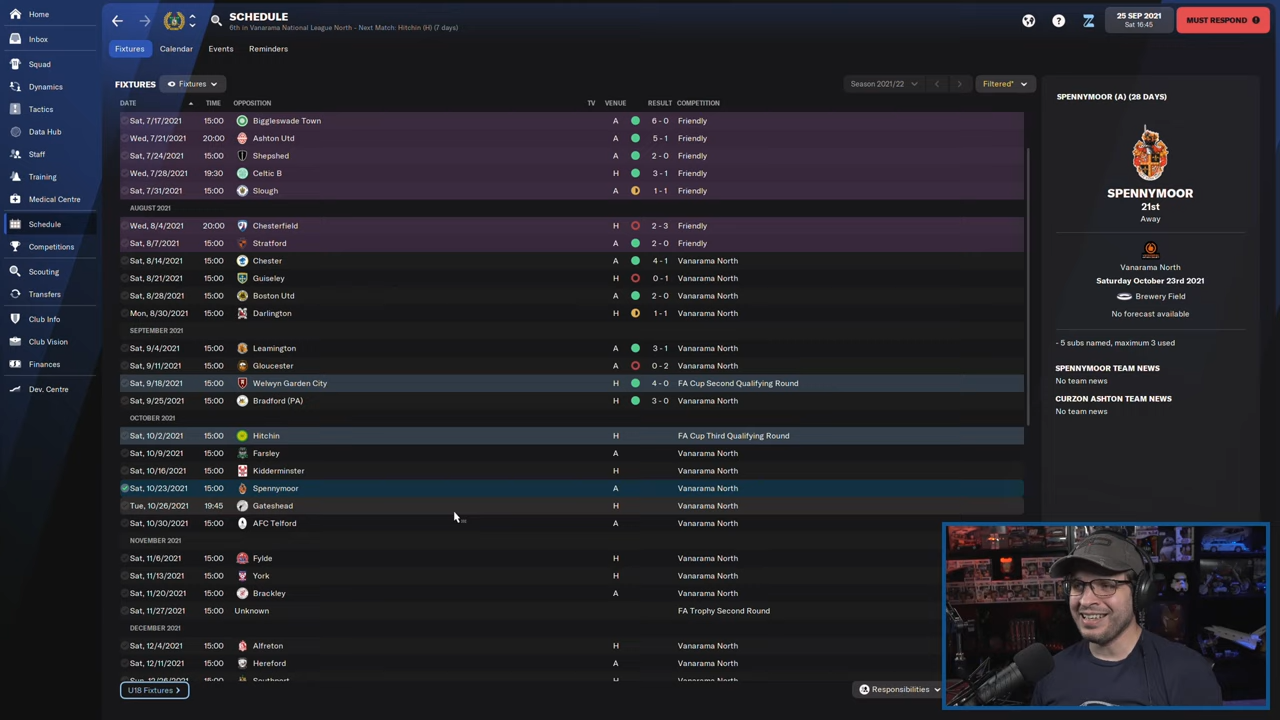 SCHEDULE
6th in Vanarama National League North - Next Match: Hitchin (H) (7 days)
25 SEP 2021
Sat 16:45
MUST RESPOND
Home
Inbox
Squad
Dynamics
Tactics
Data Hub
Staff
Training
Medical Centre
Schedule
Competitions
Scouting
Transfers
Club Info
Club Vision
Finances
Dev. Centre
Fixtures Calendar Events Reminders
FIXTURES Fixtures Season 2021/22 Filtered*
DATE TIME OPPOSITION TV VENUE RESULT COMPETITION
Sat, 7/17/2021 15:00 Biggleswade Town A 6 - 0 Friendly
Wed, 7/21/2021 20:00 Ashton Utd A 5 - 1 Friendly
Sat, 7/24/2021 15:00 Shepshed A 2 - 0 Friendly
Wed, 7/28/2021 19:30 Celtic B H 3 - 1 Friendly
Sat, 7/31/2021 15:00 Slough A 1 - 1 Friendly
AUGUST 2021
Wed, 8/4/2021 20:00 Chesterfield H 2 - 3 Friendly
Sat, 8/7/2021 15:00 Stratford A 2 - 0 Friendly
Sat, 8/14/2021 15:00 Chester A 4 - 1 Vanarama North
Sat, 8/21/2021 15:00 Guiseley H 0 - 1 Vanarama North
Sat, 8/28/2021 15:00 Boston Utd A 2 - 0 Vanarama North
Mon, 8/30/2021 15:00 Darlington H 1 - 1 Vanarama North
SEPTEMBER 2021
Sat, 9/4/2021 15:00 Leamington A 3 - 1 Vanarama North
Sat, 9/11/2021 15:00 Gloucester A 0 - 2 Vanarama North
Sat, 9/18/2021 15:00 Welwyn Garden City H 4 - 0 FA Cup Second Qualifying Round
Sat, 9/25/2021 15:00 Bradford (PA) H 3 - 0 Vanarama North
OCTOBER 2021
Sat, 10/2/2021 15:00 Hitchin H FA Cup Third Qualifying Round
Sat, 10/9/2021 15:00 Farsley A Vanarama North
Sat, 10/16/2021 15:00 Kidderminster H Vanarama North
Sat, 10/23/2021 15:00 Spennymoor A Vanarama North
Tue, 10/26/2021 19:45 Gateshead H Vanarama North
Sat, 10/30/2021 15:00 AFC Telford A Vanarama North
NOVEMBER 2021
Sat, 11/6/2021 15:00 Fylde H Vanarama North
Sat, 11/13/2021 15:00 York H Vanarama North
Sat, 11/20/2021 15:00 Brackley A Vanarama North
Sat, 11/27/2021 15:00 Unknown FA Trophy Second Round
DECEMBER 2021
Sat, 12/4/2021 15:00 Alfreton H Vanarama North
Sat, 12/11/2021 15:00 Hereford A Vanarama North
U18 Fixtures >
Responsibilities
SPENNYMOOR (A) (28 DAYS)
SPENNYMOOR
21st
Away
Vanarama North
Saturday October 23rd 2021
Brewery Field
No forecast available
- 5 subs named, maximum 3 used
SPENNYMOOR TEAM NEWS
No team news
CURZON ASHTON TEAM NEWS
No team news